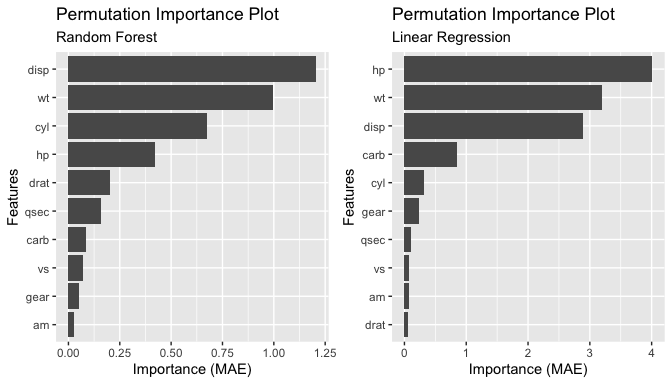 Permutation Importance Plot
Random Forest
Features
disp
wt
cyl
hp
drat
qsec
carb
vs
gear
am
0.00 0.25 0.50 0.75 1.00 1.25
Importance (MAE)
Permutation Importance Plot
Linear Regression
Features
hp
wt
disp
carb
cyl
gear
qsec
vs
am
drat
0 1 2 3 4
Importance (MAE)